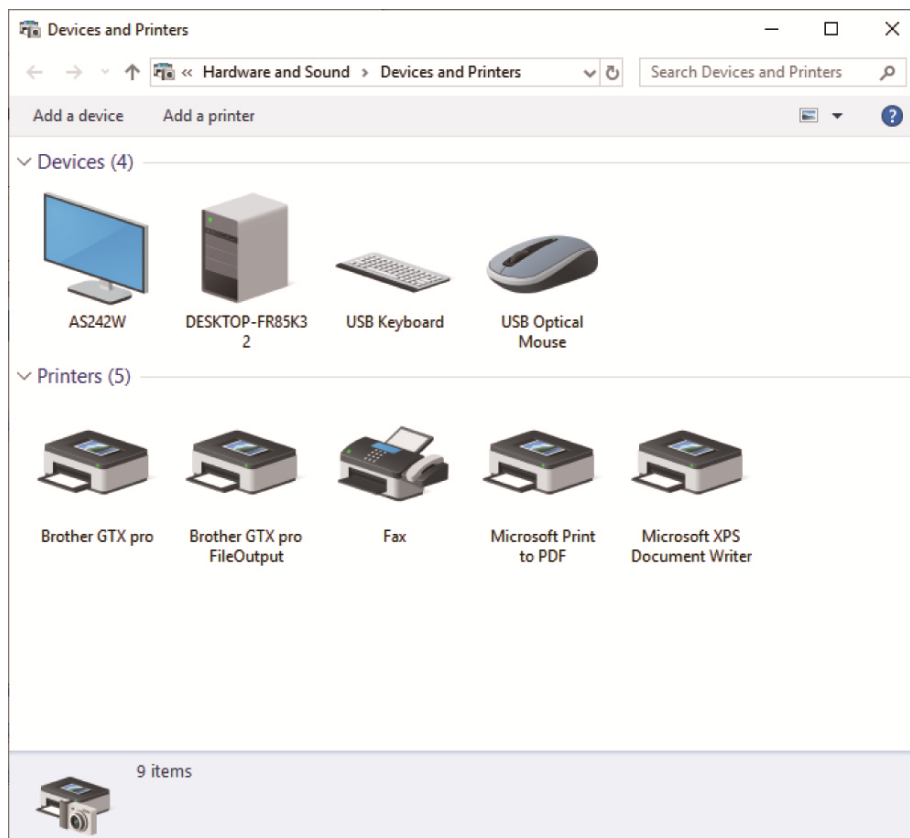 Devices and Printers
« Hardware and Sound > Devices and Printers
Search Devices and Printers
Add a device Add a printer
?
Devices (4)
AS242W
DESKTOP-FR85K3
2
USB Keyboard
USB Optical
Mouse
Printers (5)
Brother GTX pro
Brother GTX pro
FileOutput
Fax
Microsoft Print
to PDF
Microsoft XPS
Document Writer
9 items